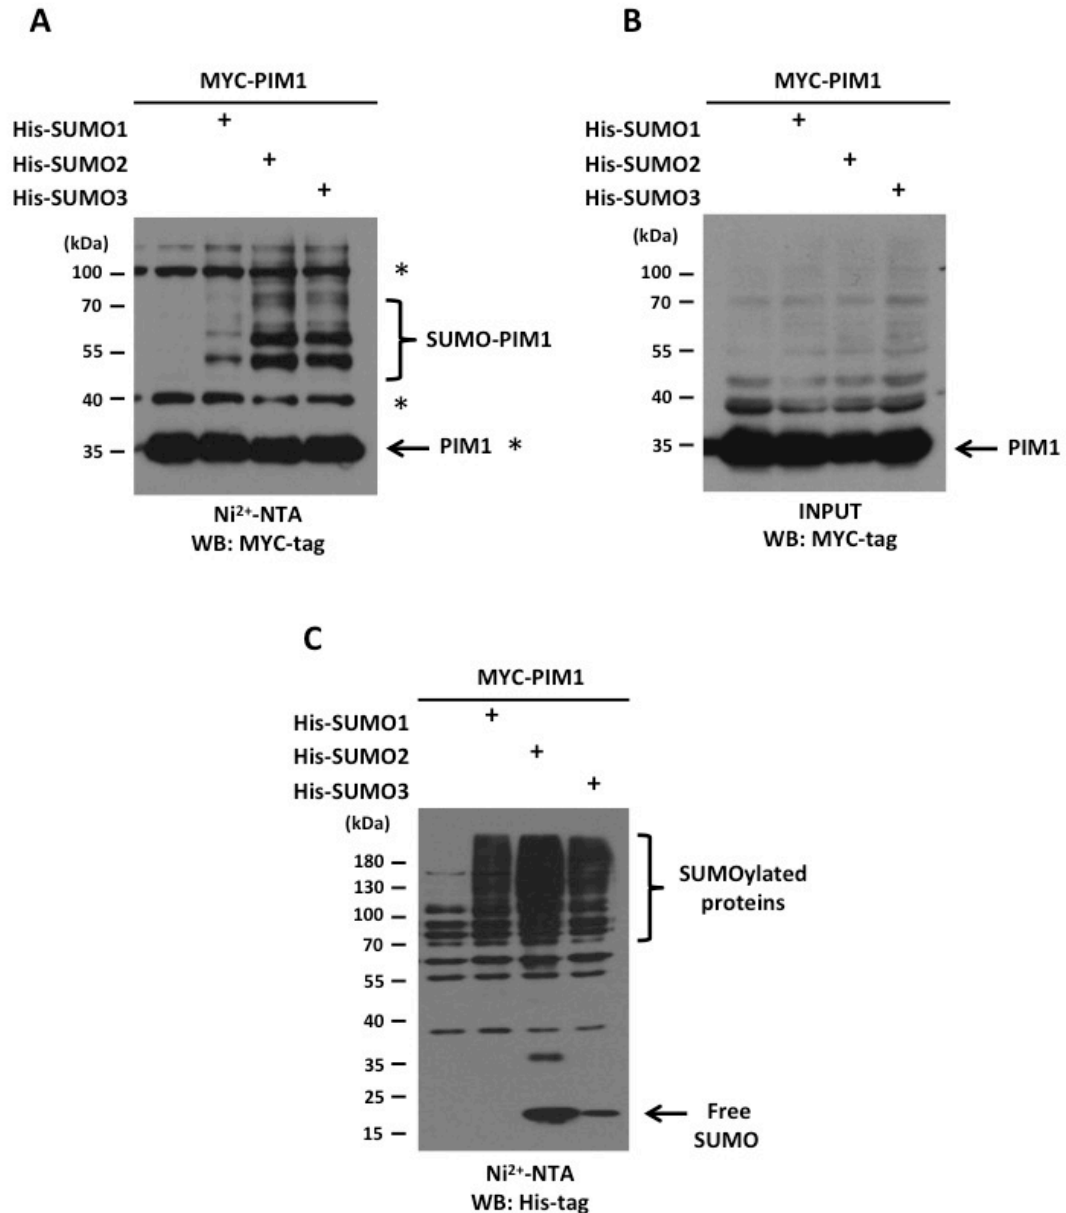 A
MYC-PIM1
His-SUMO1 +
His-SUMO2 +
His-SUMO3 +
(kDa)
100
*
70
SUMO-PIM1
55
40
*
35
PIM1 *
Ni²⁺-NTA
WB: MYC-tag
B
MYC-PIM1
His-SUMO1 +
His-SUMO2 +
His-SUMO3 +
(kDa)
100
70
55
40
35
PIM1
INPUT
WB: MYC-tag
C
MYC-PIM1
His-SUMO1 +
His-SUMO2 +
His-SUMO3 +
(kDa)
180
130
100
70
55
40
35
25
15
SUMOylated
proteins
Free
SUMO
Ni²⁺-NTA
WB: His-tag